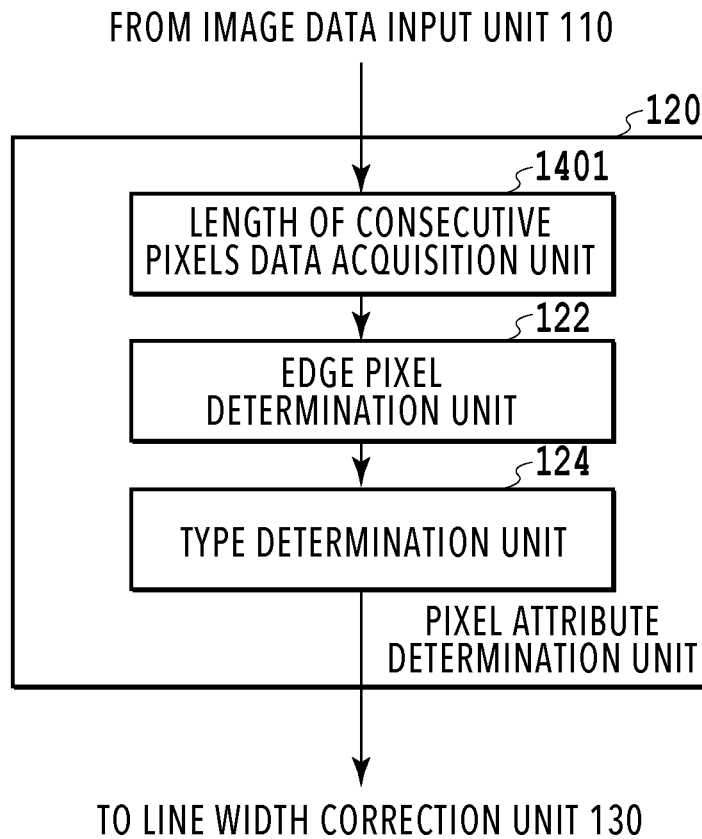 FROM IMAGE DATA INPUT UNIT 110
120
1401
LENGTH OF CONSECUTIVE
PIXELS DATA ACQUISITION UNIT
122
EDGE PIXEL
DETERMINATION UNIT
124
TYPE DETERMINATION UNIT
PIXEL ATTRIBUTE
DETERMINATION UNIT
TO LINE WIDTH CORRECTION UNIT 130